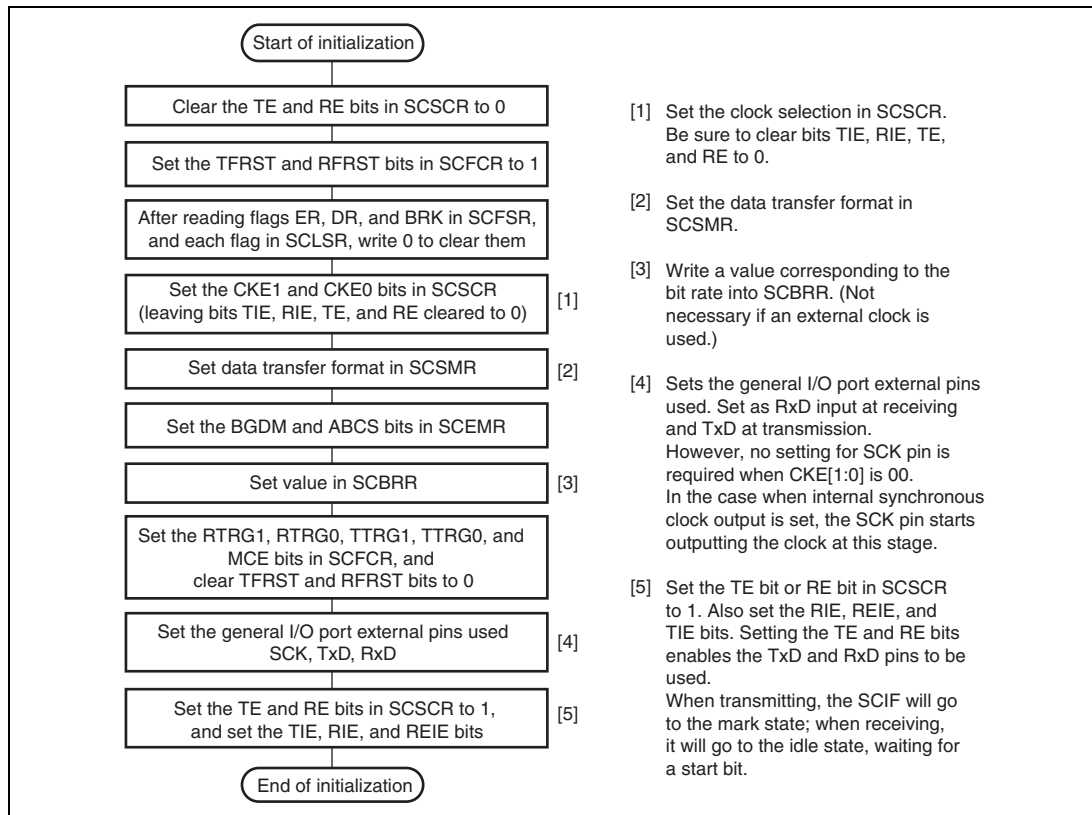 Start of initialization
Clear the TE and RE bits in SCSCR to 0
Set the TFRST and RFRST bits in SCFCR to 1
After reading flags ER, DR, and BRK in SCFSR,
and each flag in SCLSR, write 0 to clear them
Set the CKE1 and CKE0 bits in SCSCR
(leaving bits TIE, RIE, TE, and RE cleared to 0)
[1]
Set data transfer format in SCSMR
[2]
Set the BGDM and ABCS bits in SCEMR
Set value in SCBRR
[3]
Set the RTRG1, RTRG0, TTRG1, TTRG0, and
MCE bits in SCFCR, and
clear TFRST and RFRST bits to 0
Set the general I/O port external pins used
SCK, TxD, RxD
[4]
Set the TE and RE bits in SCSCR to 1,
and set the TIE, RIE, and REIE bits
[5]
End of initialization
[1] Set the clock selection in SCSCR.
Be sure to clear bits TIE, RIE, TE,
and RE to 0.
[2] Set the data transfer format in
SCSMR.
[3] Write a value corresponding to the
bit rate into SCBRR. (Not
necessary if an external clock is
used.)
[4] Sets the general I/O port external pins
used. Set as RxD input at receiving
and TxD at transmission.
However, no setting for SCK pin is
required when CKE[1:0] is 00.
In the case when internal synchronous
clock output is set, the SCK pin starts
outputting the clock at this stage.
[5] Set the TE bit or RE bit in SCSCR
to 1. Also set the RIE, REIE, and
TIE bits. Setting the TE and RE bits
enables the TxD and RxD pins to be
used.
When transmitting, the SCIF will go
to the mark state; when receiving,
it will go to the idle state, waiting for
a start bit.